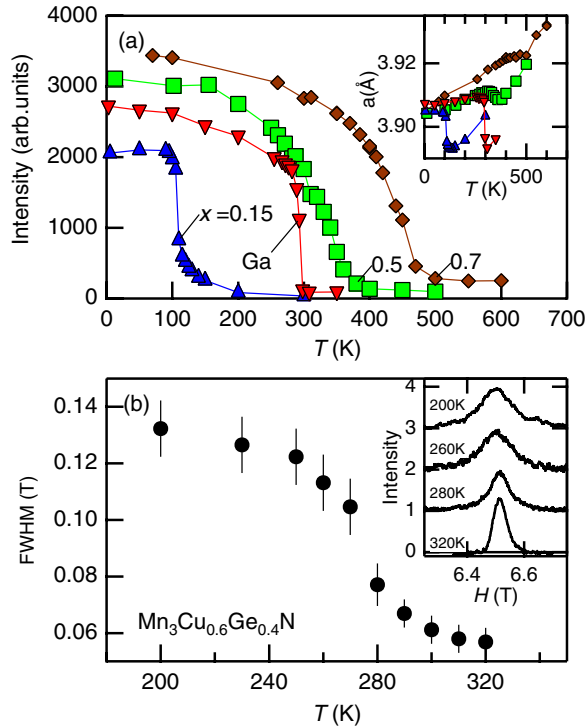 4000
3000
2000
1000
0
Intensity (arb.units)
(a)
x=0.15
Ga
0.5
0.7
0 100 200 300 400 500 600 700
T (K)
3.92
3.90
a(Å)
0 500
T (K)
0.14
0.12
0.10
0.08
0.06
FWHM (T)
(b)
Mn3Cu0.6Ge0.4N
200 240 280 320
T (K)
4
3
2
1
0
Intensity
200K
260K
280K
320K
6.4 6.6
H (T)